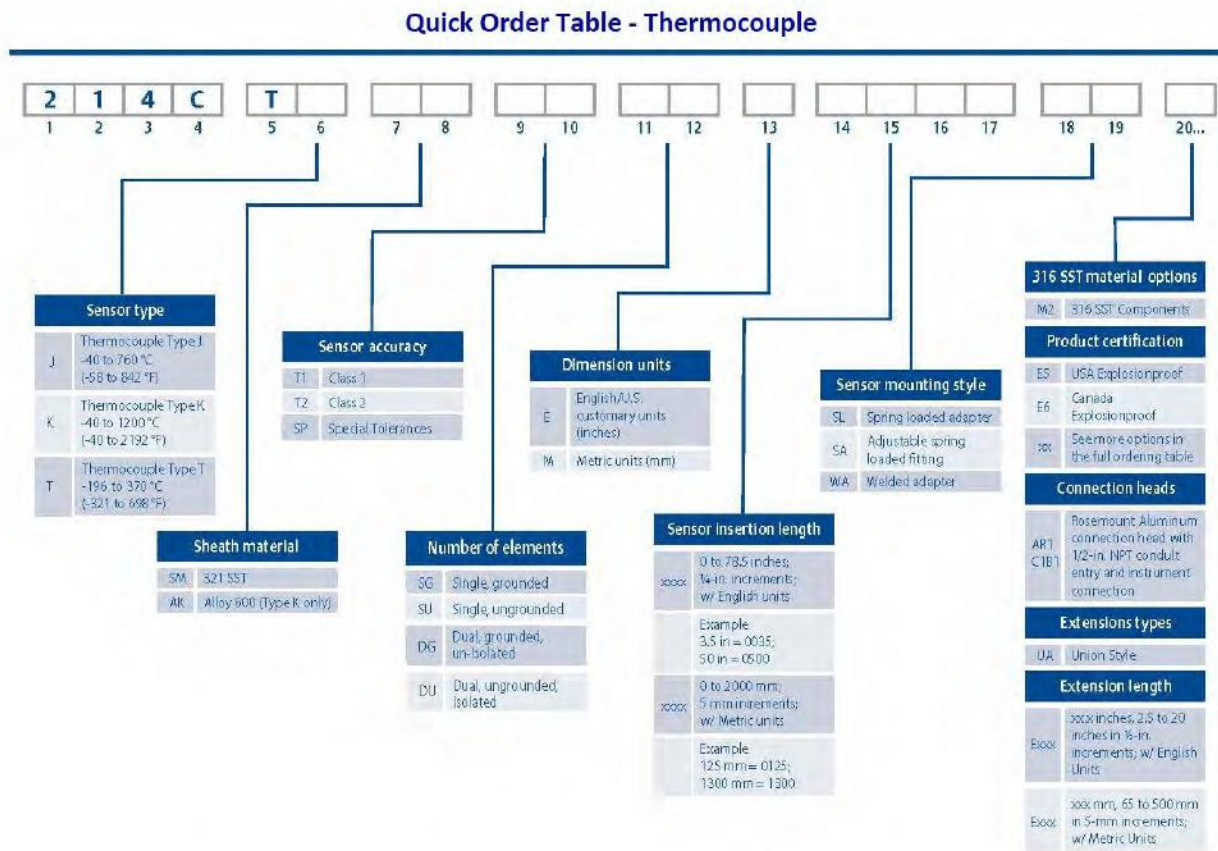 Quick Order Table - Thermocouple
2 1 4 C T
1 2 3 4 5 6 7 8 9 10 11 12 13 14 15 16 17 18 19 20...
Sensor type
J Thermocouple Type J
-40 to 760 °C
(-58 to 842 °F)
K Thermocouple Type K
-40 to 1200 °C
(-40 to 2192 °F)
T Thermocouple Type T
-196 to 370 °C
(-321 to 698 °F)
Sheath material
SM 321 SST
AK Alloy 600 (Type K only)
Sensor accuracy
T1 Class 1
T2 Class 2
SP Special Tolerances
Number of elements
SG Single, grounded
SU Single, ungrounded
DG Dual, grounded,
un-isolated
DU Dual, ungrounded,
isolated
Dimension units
E English/U.S.
customary units
(inches)
M Metric units (mm)
Sensor insertion length
xxxx 0 to 78.5 inches;
¼-in. increments;
w/ English units
Example
3.5 in = 0035;
50 in = 0500
xxxx 0 to 2000 mm;
5 mm increments;
w/ Metric units
Example
125 mm = 0125;
1300 mm = 1300
Sensor mounting style
SL Spring loaded adapter
SA Adjustable spring
loaded fitting
WA Welded adapter
316 SST material options
M2 316 SST Components
Product certification
E5 USA Explosionproof
E6 Canada
Explosionproof
xx See more options in
the full ordering table
Connection heads
AR1
C1B1
Rosemount Aluminum
connection head with
1/2-in. NPT conduit
entry and instrument
connection
Extensions types
UA Union Style
Extension length
Exxx xx.x inches, 2.5 to 20
inches in ½-in.
increments; w/ English
Units
Exxx xxx mm, 65 to 500 mm
in 5-mm increments;
w/ Metric Units